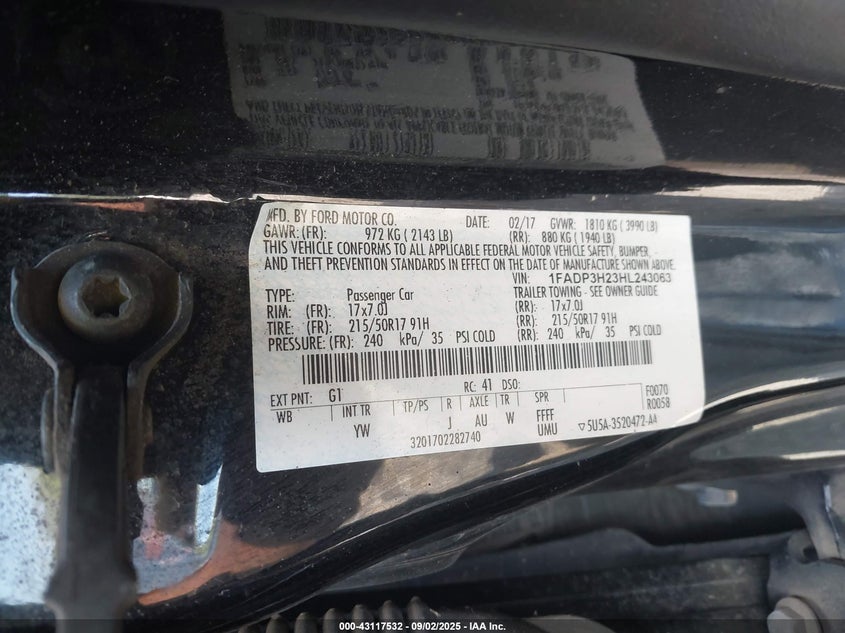 MFD. BY FORD MOTOR CO. DATE: 02/17 GVWR: 1810 KG ( 3990 LB)
GAWR: (FR): 972 KG ( 2143 LB) (RR): 880 KG ( 1940 LB)
THIS VEHICLE CONFORMS TO ALL APPLICABLE FEDERAL MOTOR VEHICLE SAFETY, BUMPER,
AND THEFT PREVENTION STANDARDS IN EFFECT ON THE DATE OF MANUFACTURE SHOWN ABOVE.
VIN: 1FADP3H23HL243063
TYPE: Passenger Car TRAILER TOWING - SEE OWNER GUIDE
RIM: (FR): 17x7.0J (RR): 17x7.0J
TIRE: (FR): 215/50R17 91H (RR): 215/50R17 91H
PRESSURE: (FR): 240 kPa/ 35 PSI COLD (RR): 240 kPa/ 35 PSI COLD
EXT PNT: G1 RC: 41 DSO: F0070
WB INT TR TP/PS R AXLE TR SPR R0058
YW J AU W FFFF
3201702282740 UMU ▽5U5A-3520472-AA
000-43117532 - 09/02/2025 - IAA Inc.